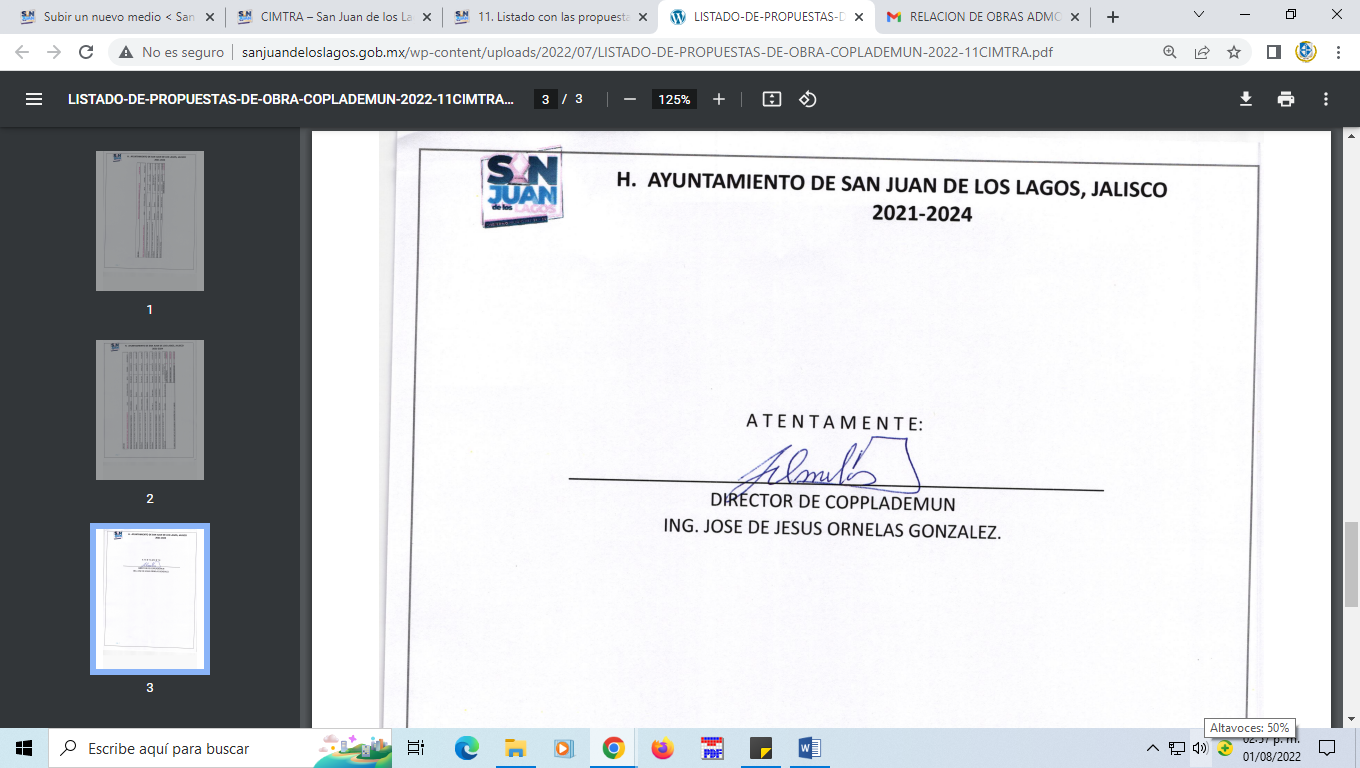 Subir un nuevo medio < San
CIMTRA – San Juan de los La
11. Listado con las propuesta
LISTADO-DE-PROPUESTAS-D
RELACION DE OBRAS ADMO
No es seguro
sanjuandeloslagos.gob.mx/wp-content/uploads/2022/07/LISTADO-DE-PROPUESTAS-DE-OBRA-COPLADEMUN-2022-11CIMTRA.pdf
LISTADO-DE-PROPUESTAS-DE-OBRA-COPLADEMUN-2022-11CIMTRA...
3 / 3
125%
1
2
3
SAN
JUAN
de los LAGOS
H. AYUNTAMIENTO DE SAN JUAN DE LOS LAGOS, JALISCO
2021-2024
A T E N T A M E N T E:
DIRECTOR DE COPPLADEMUN
ING. JOSE DE JESUS ORNELAS GONZALEZ.
Altavoces: 50%
Escribe aquí para buscar
01/08/2022